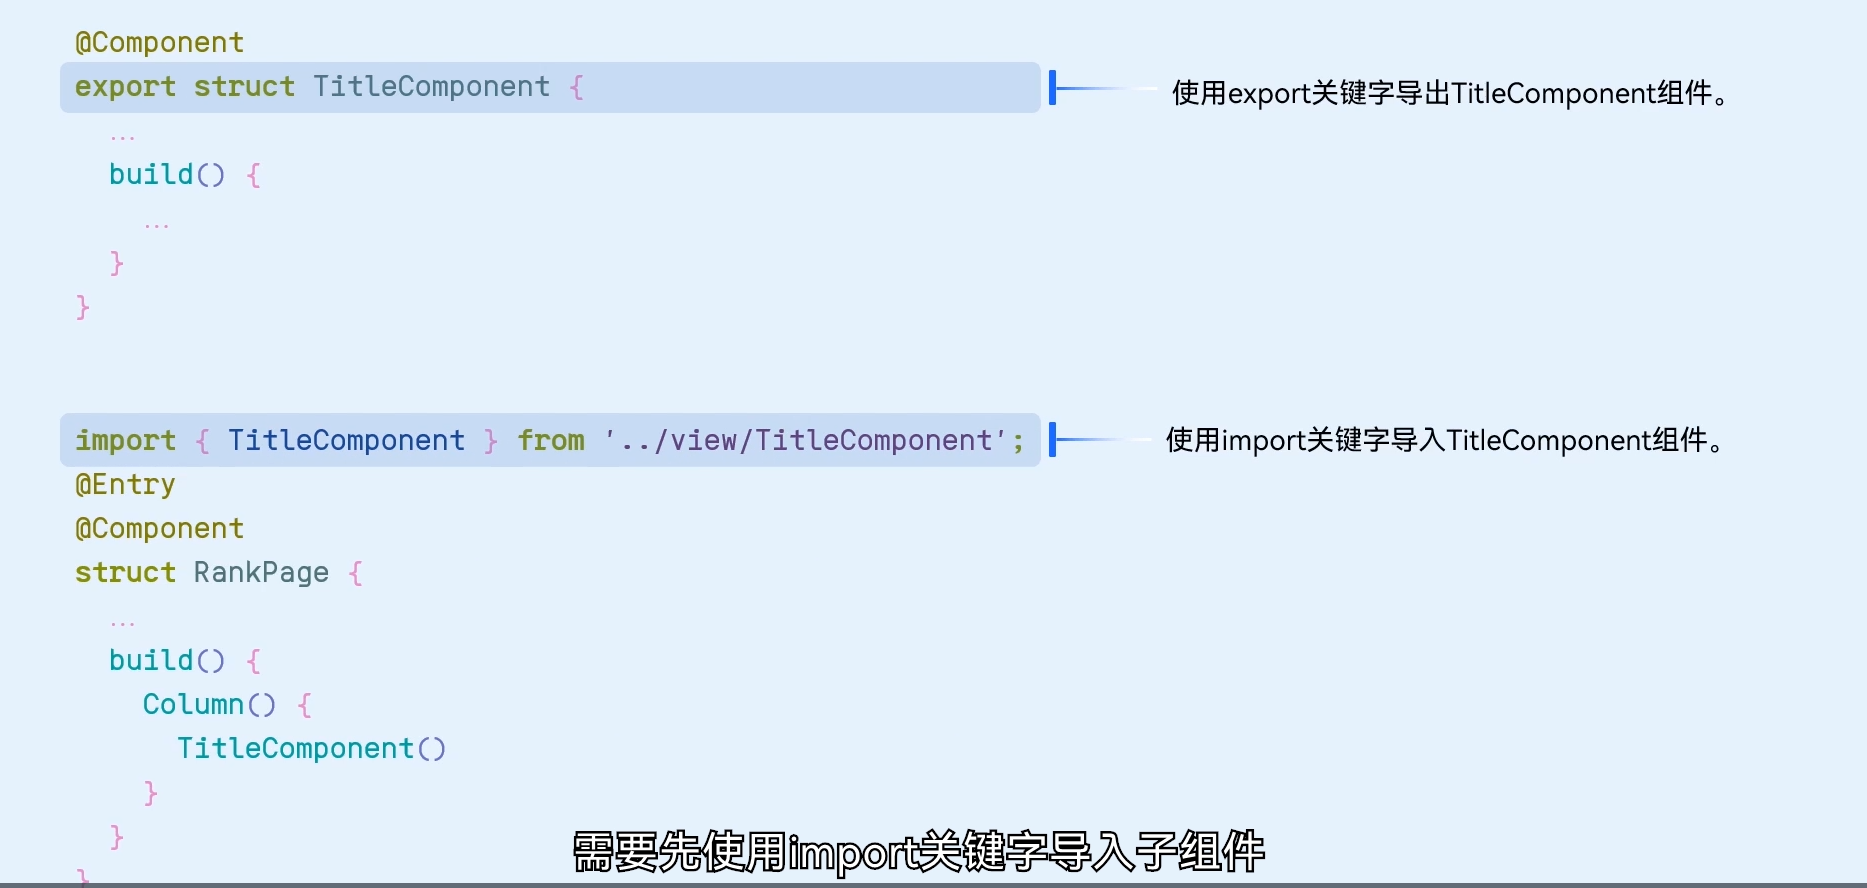 @Component
export struct TitleComponent {
使用export关键字导出TitleComponent组件。
...
build() {
...
}
}
import { TitleComponent } from '../view/TitleComponent';
使用import关键字导入TitleComponent组件。
@Entry
@Component
struct RankPage {
...
build() {
Column() {
TitleComponent()
}
}
}
需要先使用import关键字导入子组件